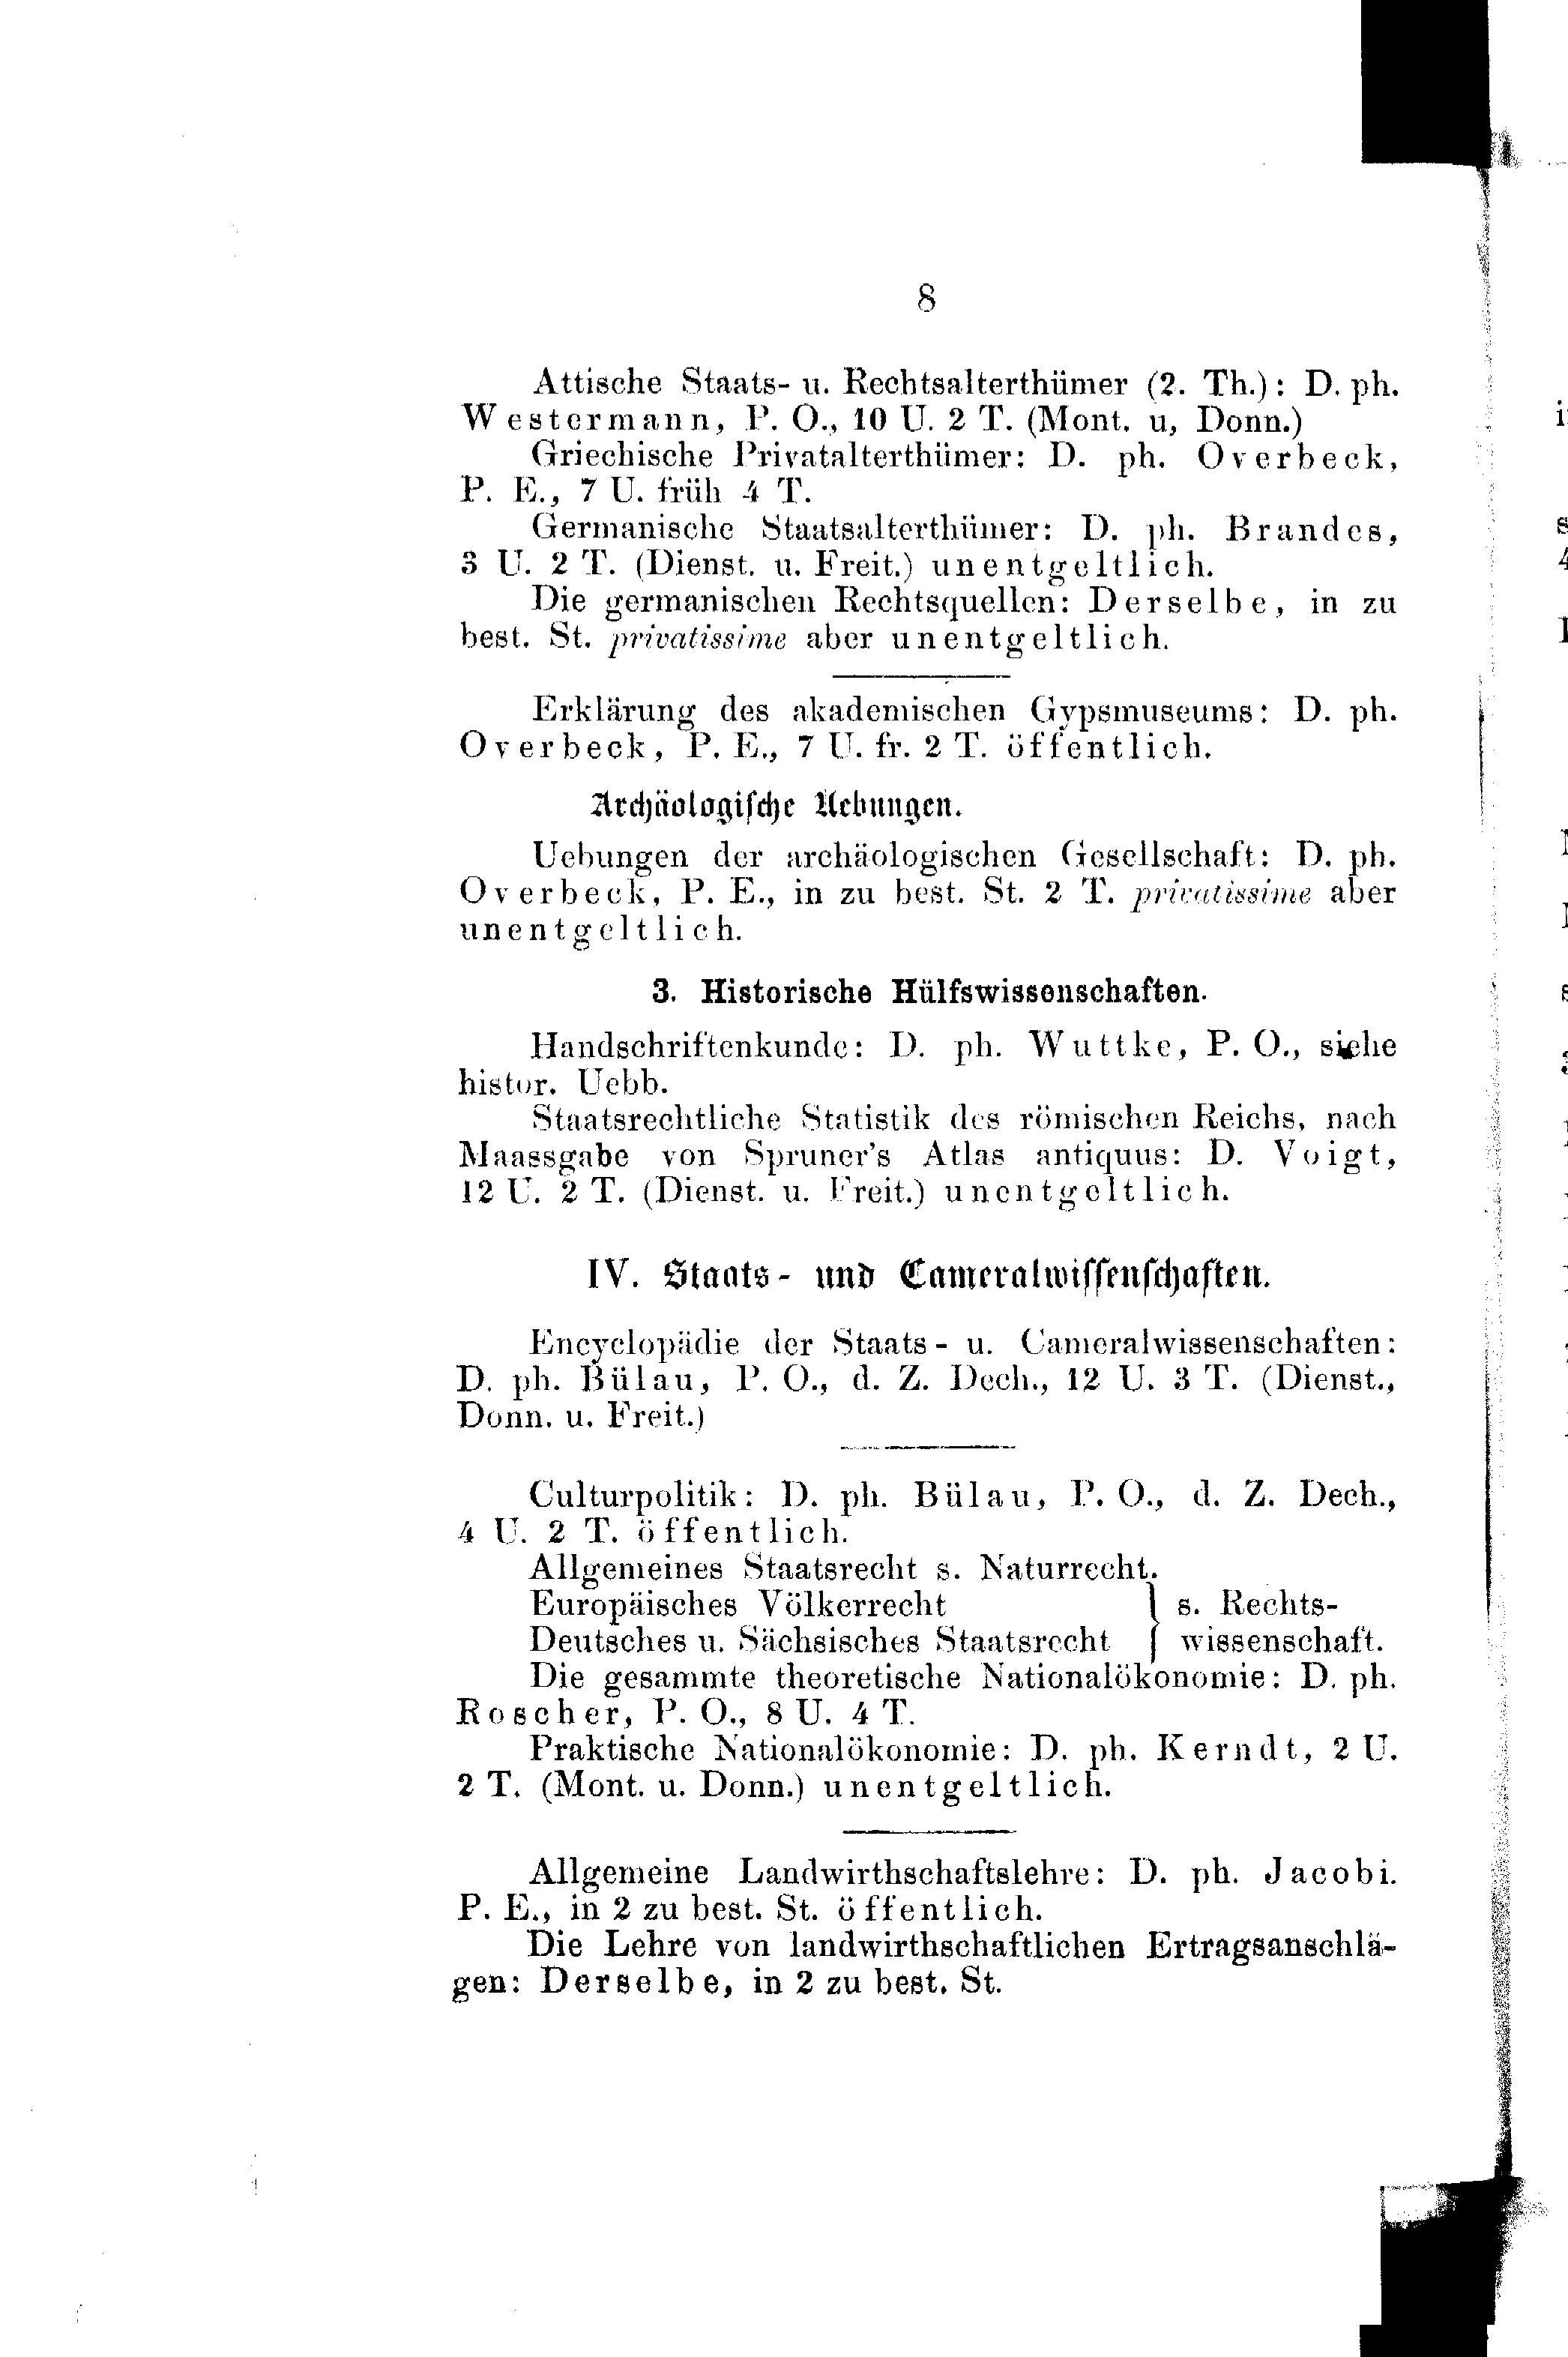 8
Attische Staats- u. Rechtsalterthümer (2. Th.): D. ph.
Westermann, P. O., 10 U. 2 T. (Mont. u, Donn.)
Griechische Privatalterthümer: D. ph. Overbeck,
P. E., 7 U. früh 4 T.
Germanische Staatsalterthümer: D. ph. Brandes,
3 U. 2 T. (Dienst. u. Freit.) unentgeltlich.
Die germanischen Rechtsquellen: Derselbe, in zu
best. St. privatissime aber unentgeltlich.
Erklärung des akademischen Gypsmuseums: D. ph.
Overbeck, P. E., 7 U. fr. 2 T. öffentlich.
Archäologische Uebungen.
Uebungen der archäologischen Gesellschaft: D. ph.
Overbeck, P. E., in zu best. St. 2 T. privatissime aber
unentgeltlich.
3. Historische Hülfswissenschaften.
Handschriftenkunde: D. ph. Wuttke, P. O., siehe
histor. Uebb.
Staatsrechtliche Statistik des römischen Reichs, nach
Maassgabe von Spruner's Atlas antiquus: D. Voigt,
12 U. 2 T. (Dienst. u. Freit.) unentgeltlich.
IV. Staats- und Cameralwissenschaften.
Encyclopädie der Staats- u. Cameralwissenschaften:
D. ph. Bülau, P. O., d. Z. Dech., 12 U. 3 T. (Dienst.,
Donn. u. Freit.)
Culturpolitik: D. ph. Bülau, P. O., d. Z. Dech.,
4 U. 2 T. öffentlich.
Allgemeines Staatsrecht s. Naturrecht.
Europäisches Völkerrecht } s. Rechts-
Deutsches u. Sächsisches Staatsrecht } wissenschaft.
Die gesammte theoretische Nationalökonomie: D. ph.
Roscher, P. O., 8 U. 4 T.
Praktische Nationalökonomie: D. ph. Kerndt, 2 U.
2 T. (Mont. u. Donn.) unentgeltlich.
Allgemeine Landwirthschaftslehre: D. ph. Jacobi.
P. E., in 2 zu best. St. öffentlich.
Die Lehre von landwirthschaftlichen Ertragsanschlä-
gen: Derselbe, in 2 zu best. St.